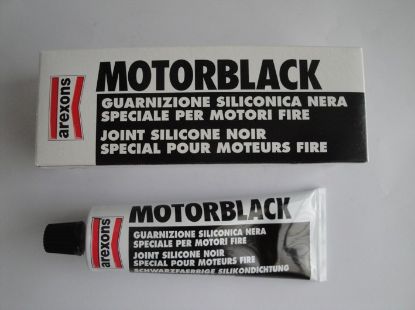 arexons
MOTORBLACK
GUARNIZIONE SILICONICA NERA
SPECIALE PER MOTORI FIRE
JOINT SILICONE NOIR
SPECIAL POUR MOTEURS FIRE
arexons
MOTORBLACK
GUARNIZIONE SILICONICA NERA
SPECIALE PER MOTORI FIRE
JOINT SILICONE NOIR
SPECIAL POUR MOTEURS FIRE
SCHWARZFAERBIGE SILIKONDICHTUNG